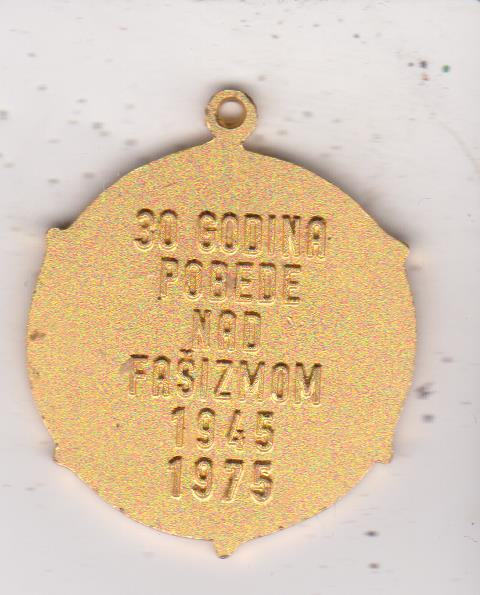 30 GODINA
POBEDE
NAD
FAŠIZMOM
1945
1975